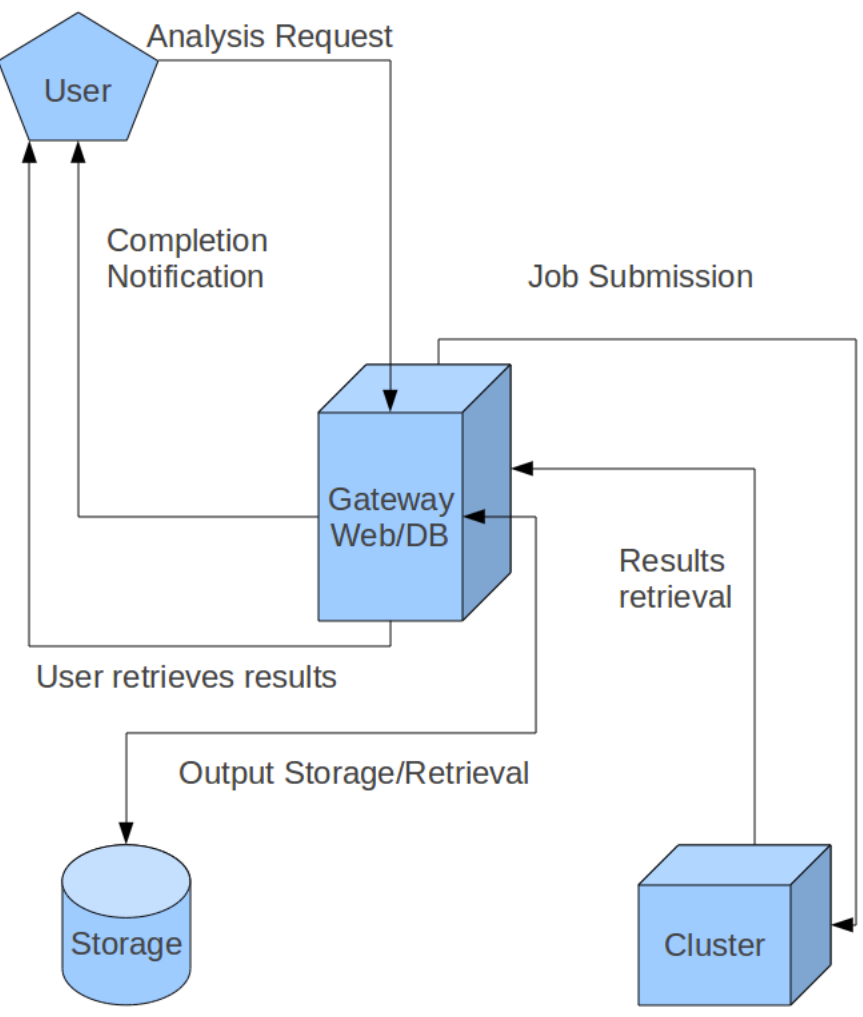 Analysis Request
User
Completion
Notification
Job Submission
Gateway
Web/DB
Results
retrieval
User retrieves results
Output Storage/Retrieval
Storage
Cluster